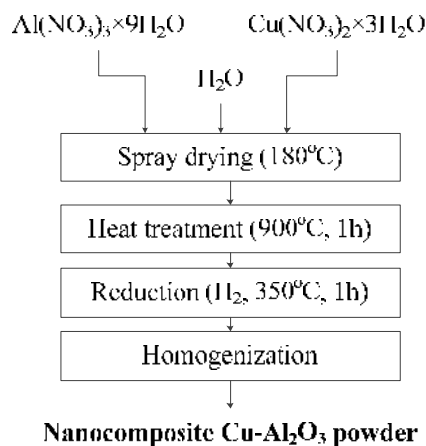 Al(NO₃)₃×9H₂O
Cu(NO₃)₂×3H₂O
H₂O
Spray drying (180°C)
Heat treatment (900°C, 1h)
Reduction (H₂, 350°C, 1h)
Homogenization
Nanocomposite Cu-Al₂O₃ powder